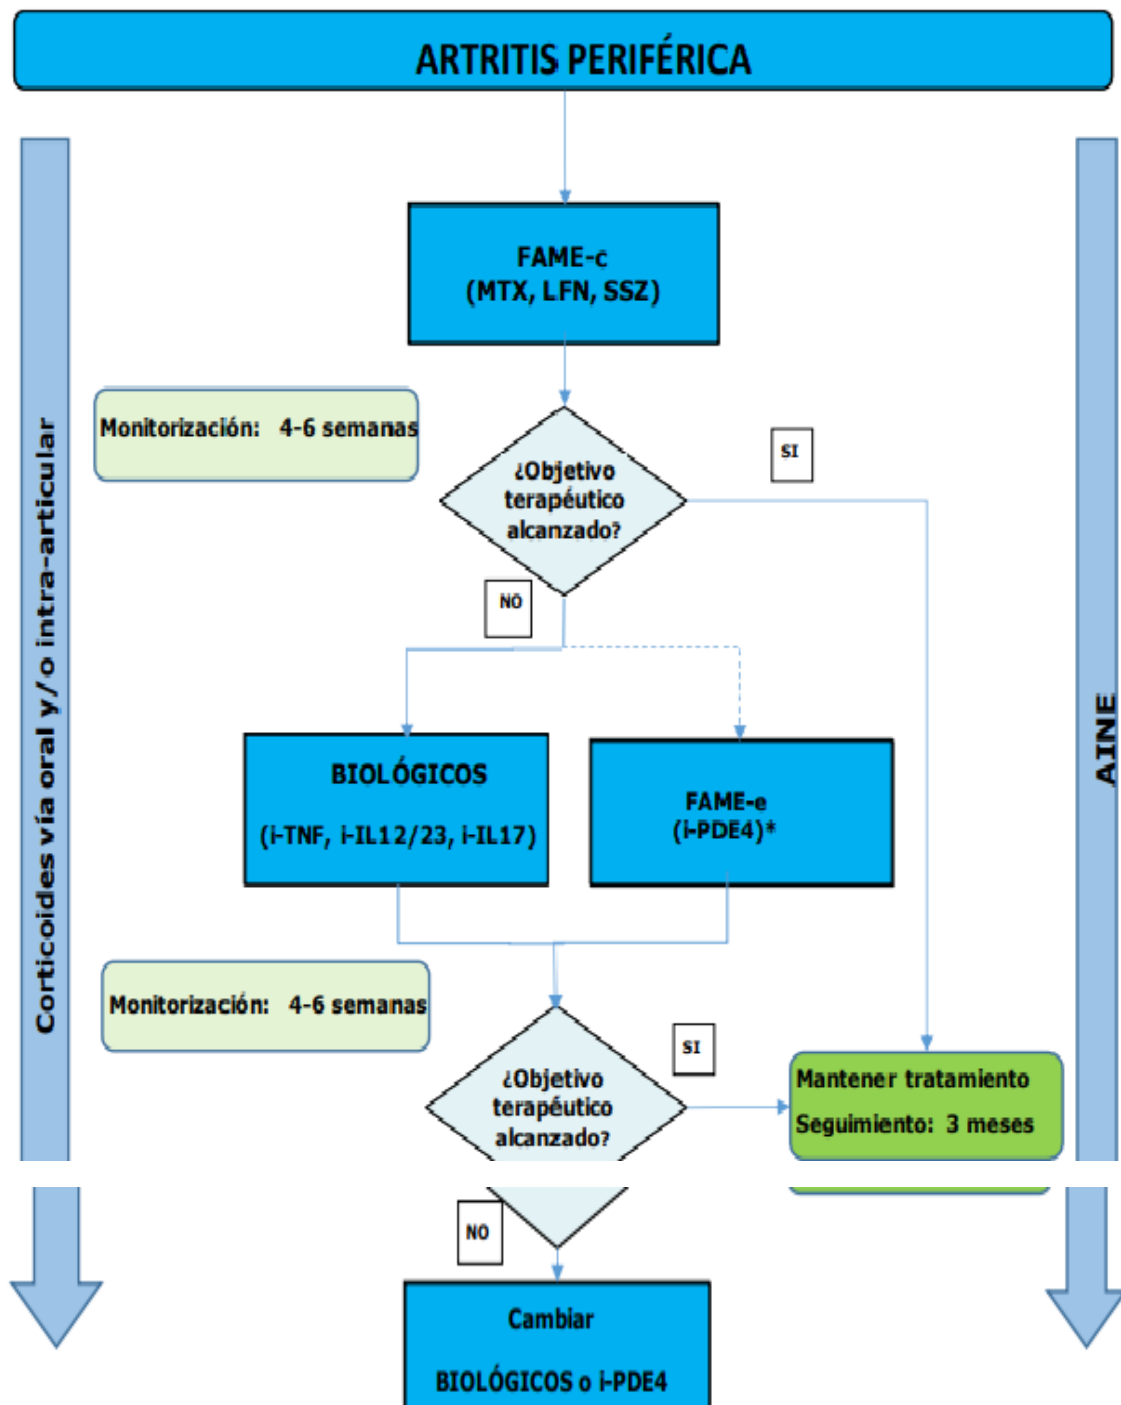 ARTRITIS PERIFÉRICA
FAME-c
(MTX, LFN, SSZ)
Monitorización: 4-6 semanas
¿Objetivo
terapéutico
alcanzado?
SI
NO
BIOLÓGICOS
(i-TNF, i-IL12/23, i-IL17)
FAME-e
(i-PDE4)*
Monitorización: 4-6 semanas
¿Objetivo
terapéutico
alcanzado?
SI
Mantener tratamiento
Seguimiento: 3 meses
NO
Cambiar
BIOLÓGICOS o i-PDE4
Corticoides vía oral y/o intra-articular
AINE